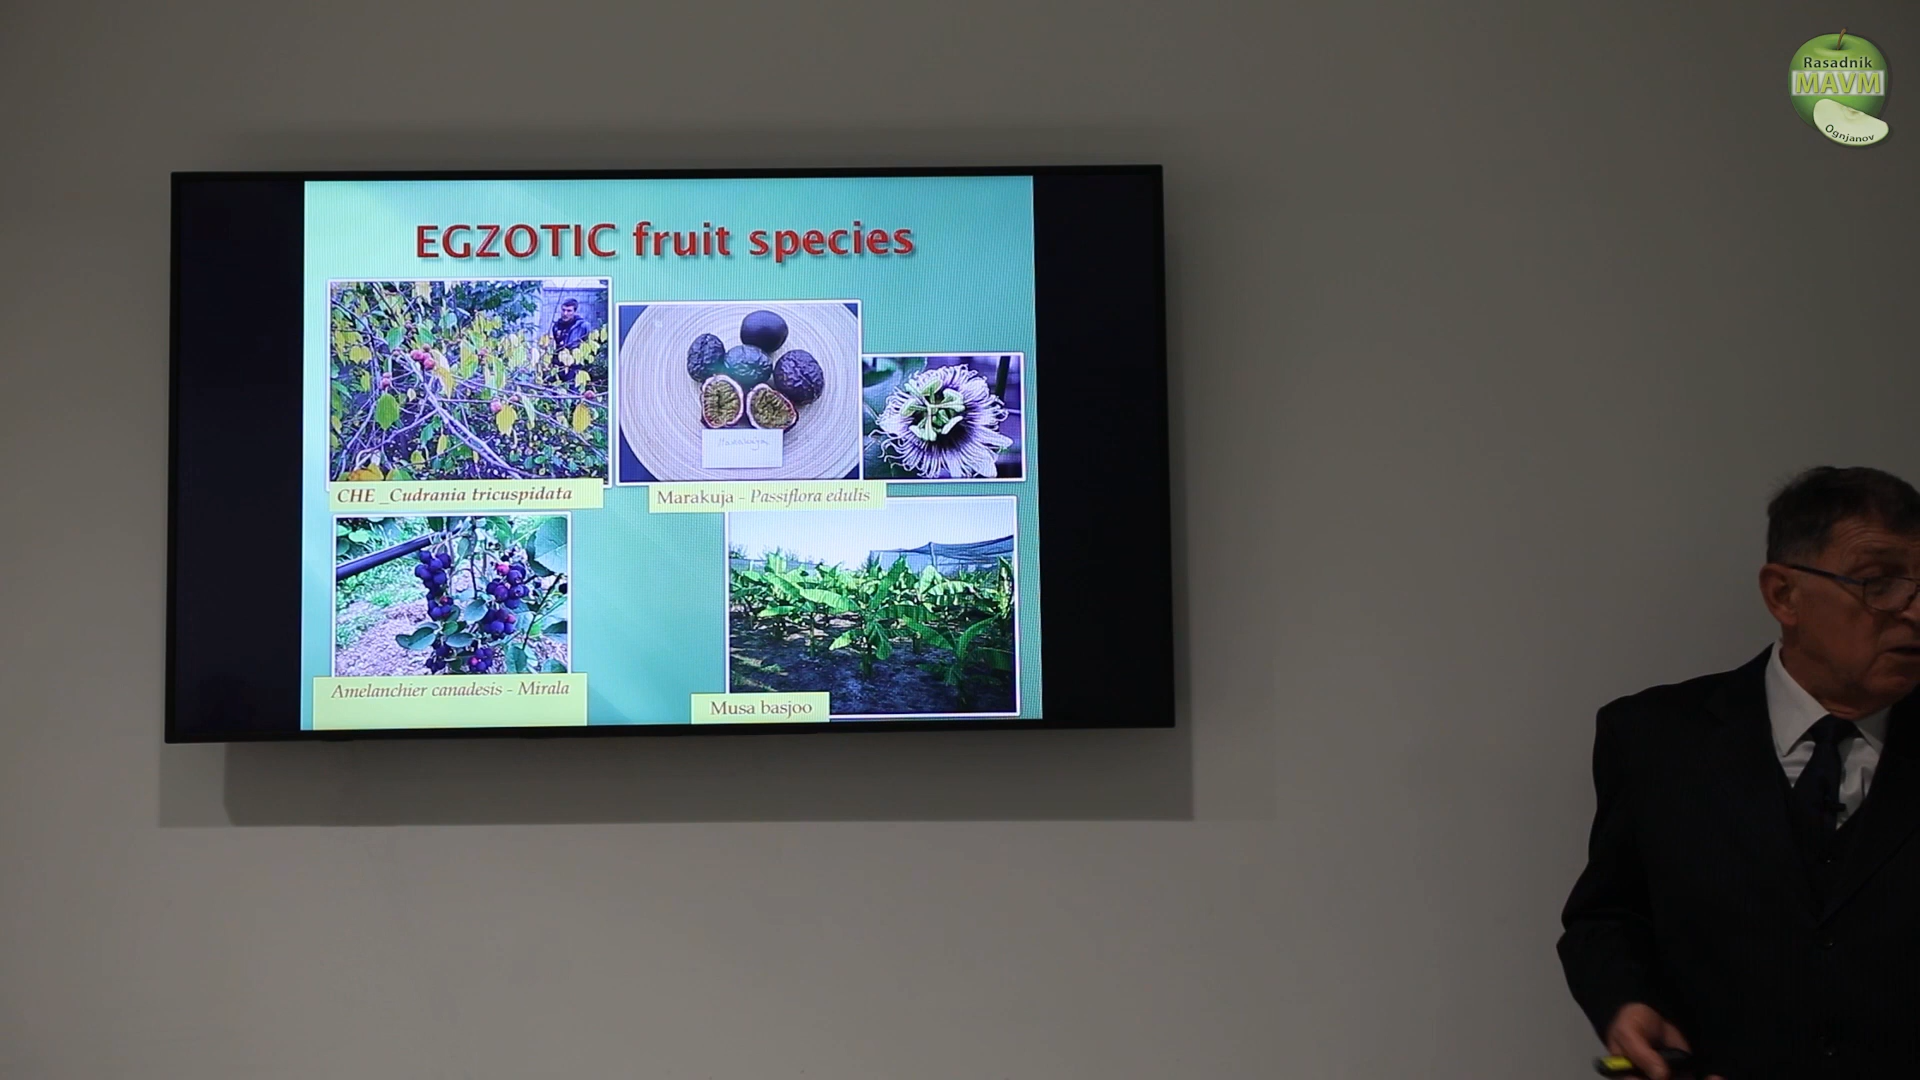 Rasadnik
MAVM
Ognjanov
EGZOTIC fruit species
CHE _Cudrania tricuspidata
Marakuja - Passiflora edulis
Amelanchier canadesis - Mirala
Musa basjoo